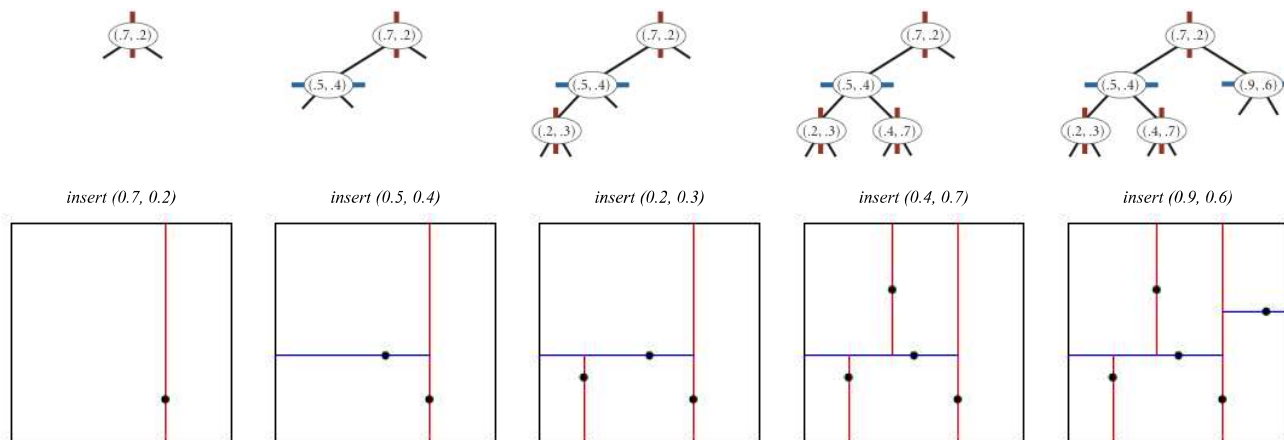 (.7, .2)
(.7, .2)
(.5, .4)
(.7, .2)
(.5, .4)
(.2, .3)
(.7, .2)
(.5, .4)
(.2, .3) (.4, .7)
(.7, .2)
(.5, .4) (.9, .6)
(.2, .3) (.4, .7)
insert (0.7, 0.2)
insert (0.5, 0.4)
insert (0.2, 0.3)
insert (0.4, 0.7)
insert (0.9, 0.6)